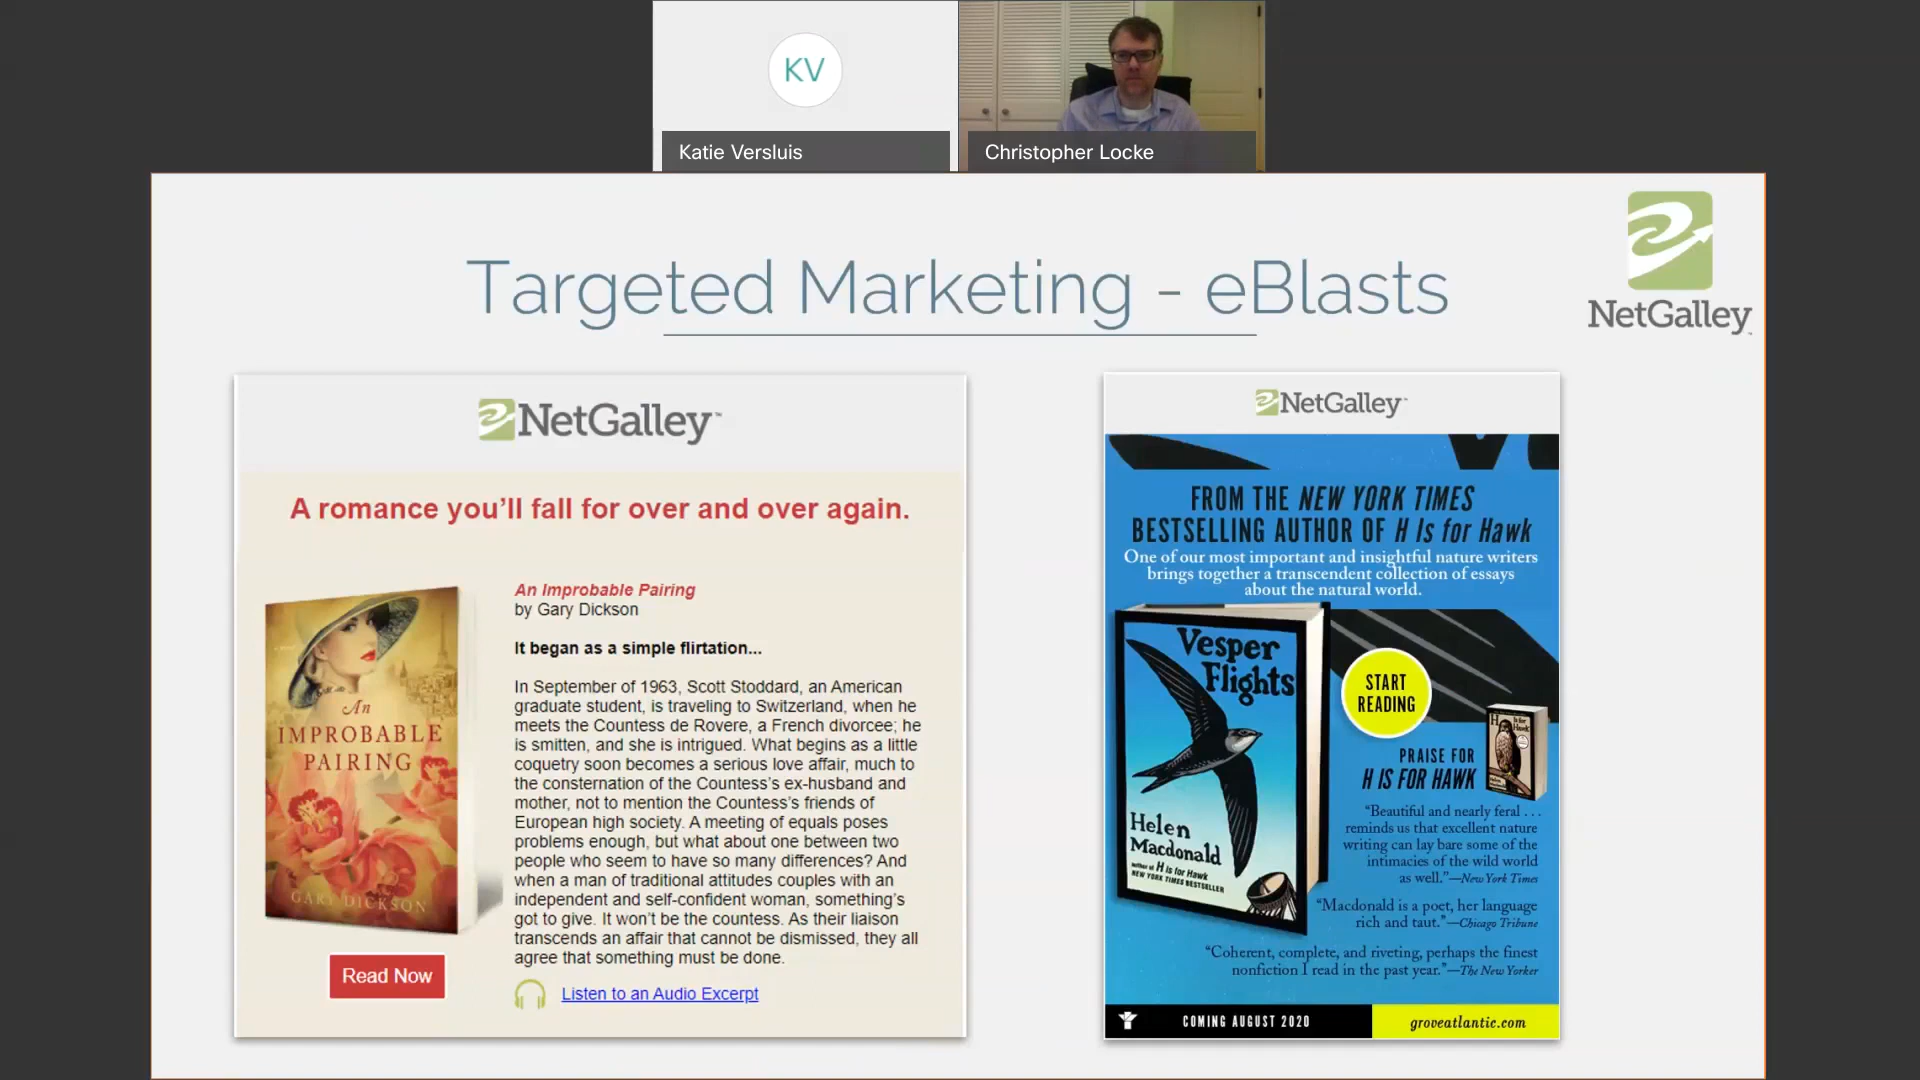 KV
Katie Versluis
Christopher Locke
Targeted Marketing - eBlasts
NetGalley
NetGalley™
A romance you’ll fall for over and over again.
An
IMPROBABLE
PAIRING
GARY DICKSON
Read Now
An Improbable Pairing
by Gary Dickson
It began as a simple flirtation...
In September of 1963, Scott Stoddard, an American
graduate student, is traveling to Switzerland, when he
meets the Countess de Rovere, a French divorcee; he
is smitten, and she is intrigued. What begins as a little
coquetry soon becomes a serious love affair, much to
the consternation of the Countess’s ex-husband and
mother, not to mention the Countess’s friends of
European high society. A meeting of equals poses
problems enough, but what about one between two
people who seem to have so many differences? And
when a man of traditional attitudes couples with an
independent and self-confident woman, something’s
got to give. It won’t be the countess. As their liaison
transcends an affair that cannot be dismissed, they all
agree that something must be done.
Listen to an Audio Excerpt
NetGalley™
FROM THE NEW YORK TIMES
BESTSELLING AUTHOR OF H Is for Hawk
One of our most important and insightful nature writers
brings together a transcendent collection of essays
about the natural world.
Vesper
Flights
Helen
Macdonald
author of H is for Hawk
NEW YORK TIMES BESTSELLER
START
READING
PRAISE FOR
H IS FOR HAWK
“Beautiful and nearly feral . . .
reminds us that excellent nature
writing can lay bare some of the
intimacies of the wild world
as well.”—New York Times
“Macdonald is a poet, her language
rich and taut.”—Chicago Tribune
“Coherent, complete, and riveting, perhaps the finest
nonfiction I read in the past year.”—The New Yorker
COMING AUGUST 2020
groveatlantic.com